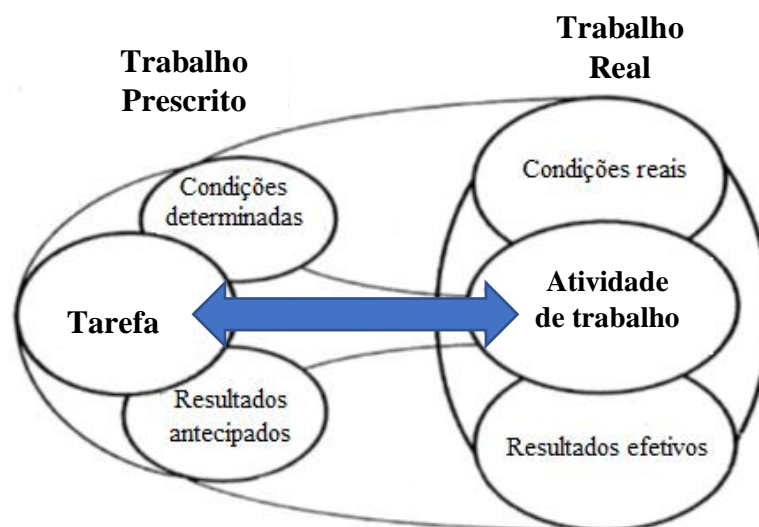 Trabalho
Prescrito
Condições
determinadas
Tarefa
Resultados
antecipados
Trabalho
Real
Condições reais
Atividade
de trabalho
Resultados efetivos